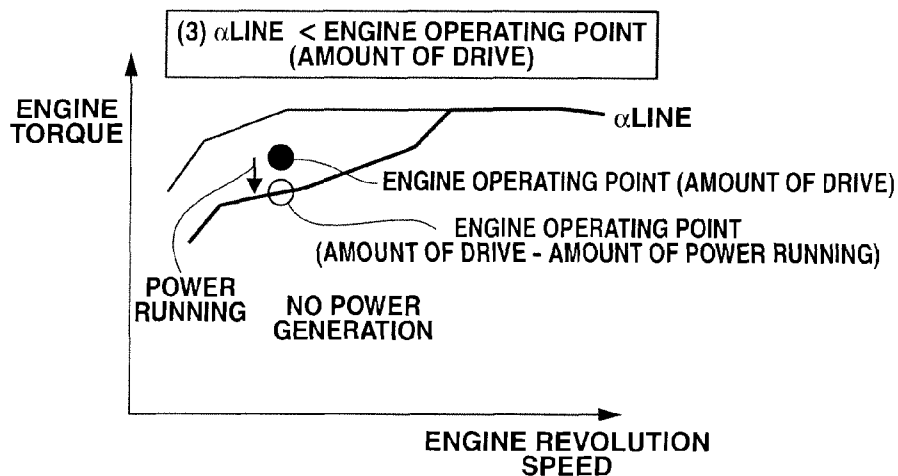 (3) αLINE < ENGINE OPERATING POINT
(AMOUNT OF DRIVE)
ENGINE
TORQUE
αLINE
ENGINE OPERATING POINT (AMOUNT OF DRIVE)
ENGINE OPERATING POINT
(AMOUNT OF DRIVE - AMOUNT OF POWER RUNNING)
POWER
RUNNING
NO POWER
GENERATION
ENGINE REVOLUTION
SPEED